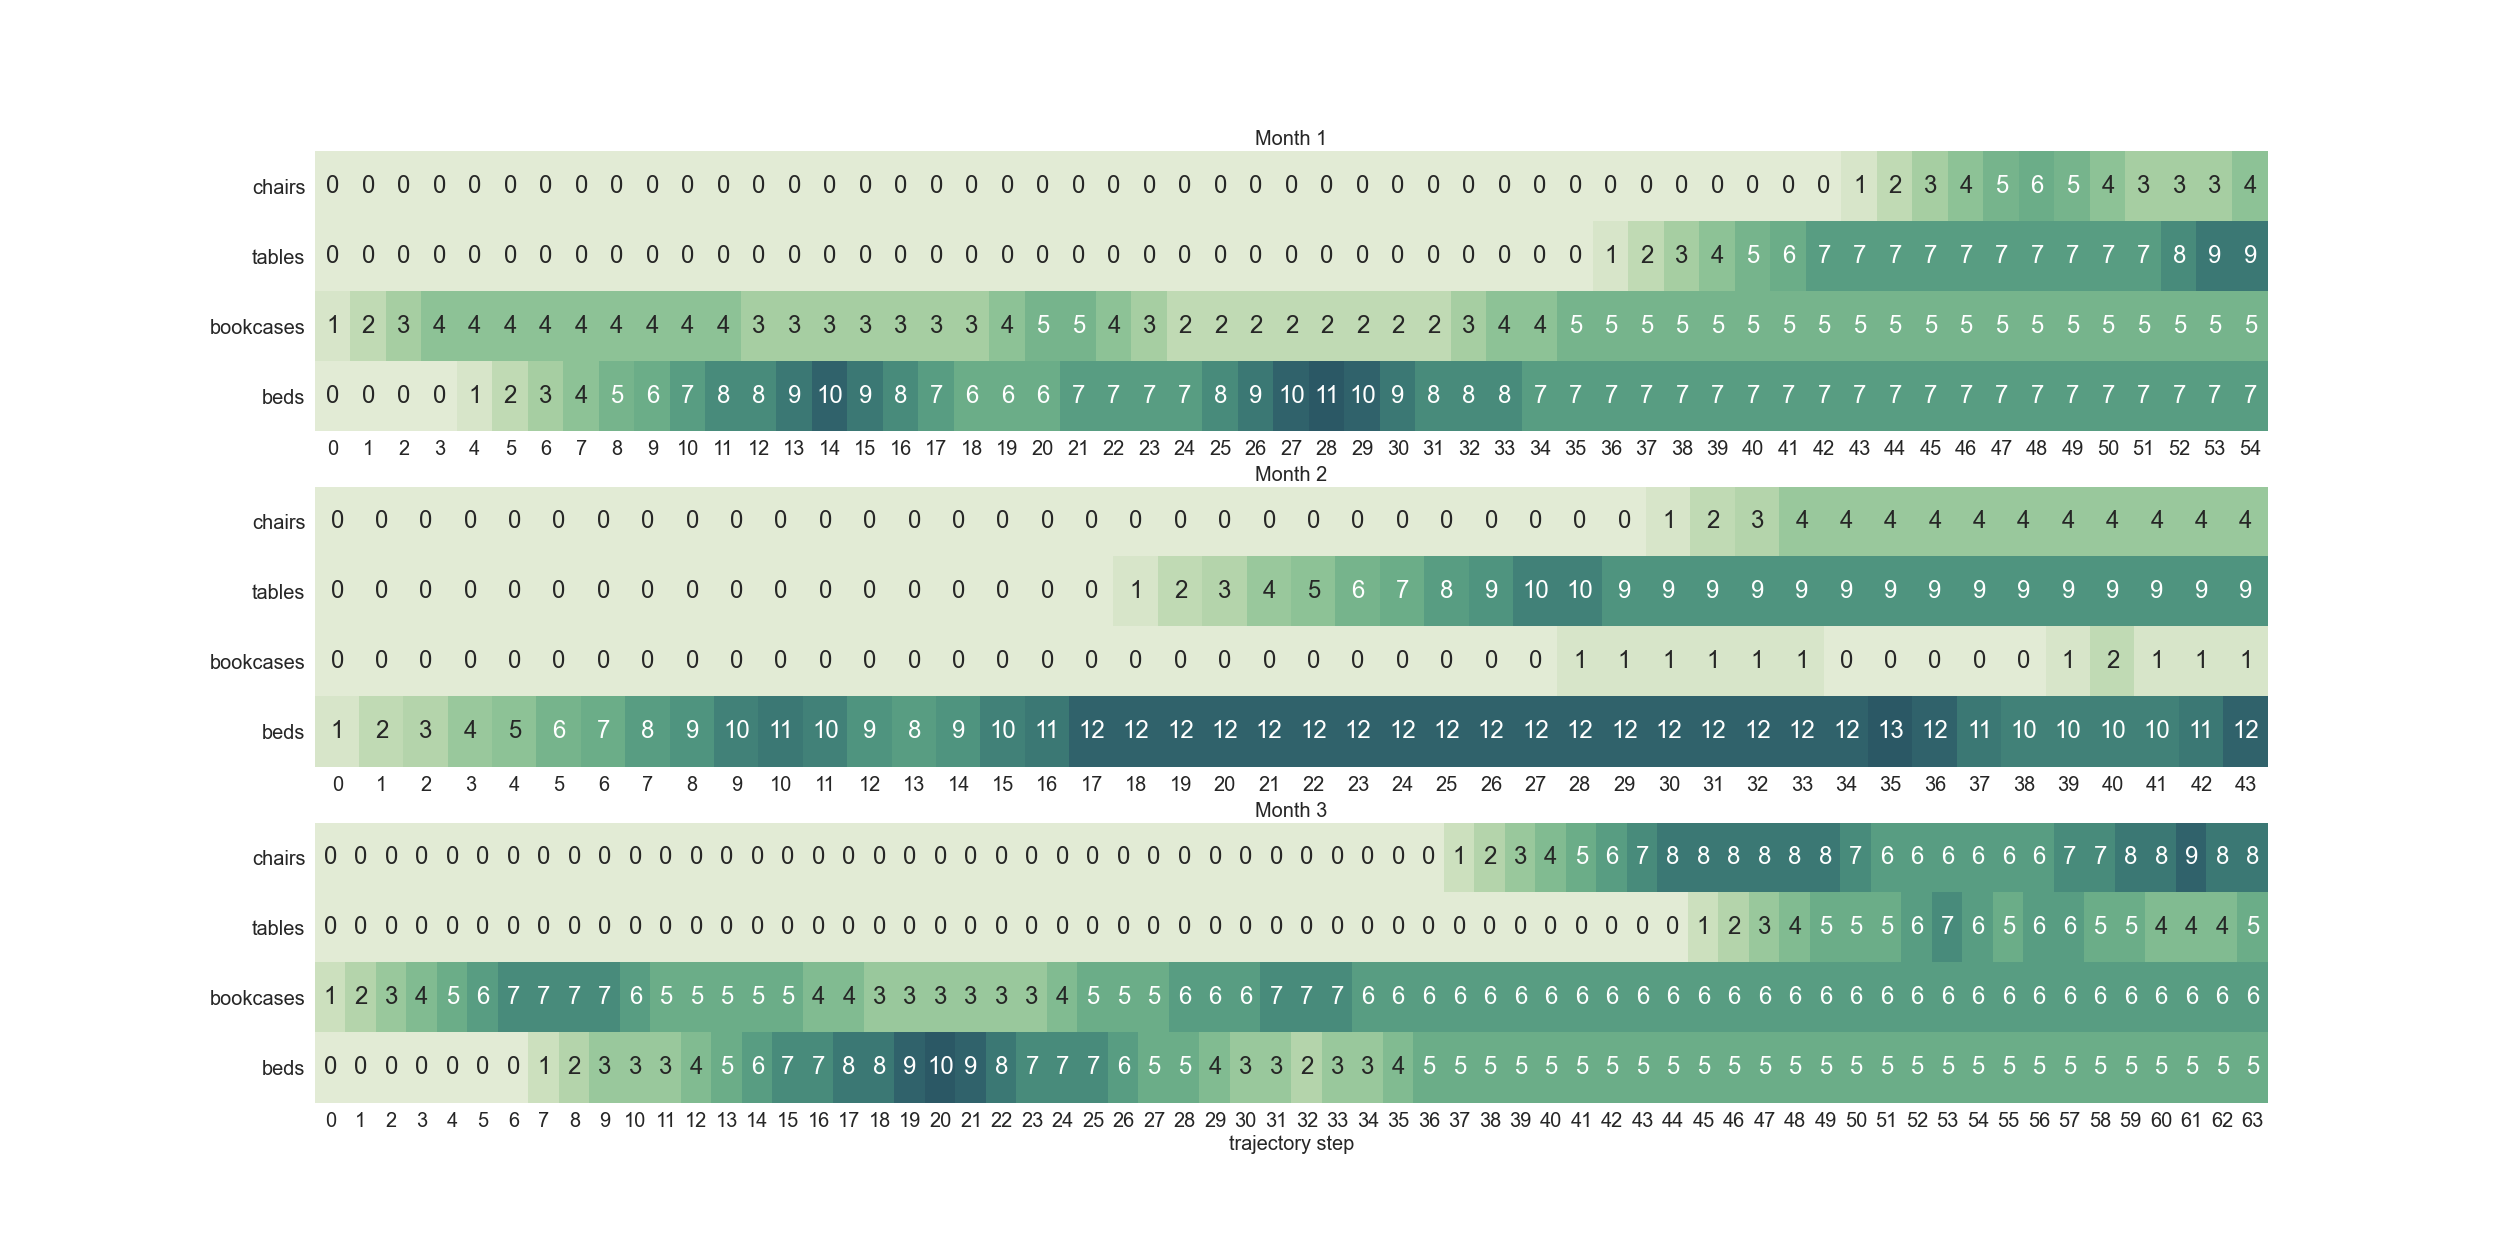 Month 1
chairs 0 0 0 0 0 0 0 0 0 0 0 0 0 0 0 0 0 0 0 0 0 0 0 0 0 0 0 0 0 0 0 0 0 0 0 0 0 0 0 0 0 0 0 1 2 3 4 5 6 5 4 3 3 3 4
tables 0 0 0 0 0 0 0 0 0 0 0 0 0 0 0 0 0 0 0 0 0 0 0 0 0 0 0 0 0 0 0 0 0 0 0 0 1 2 3 4 5 6 7 7 7 7 7 7 7 7 7 7 8 9 9
bookcases 1 2 3 4 4 4 4 4 4 4 4 4 3 3 3 3 3 3 3 4 5 5 4 3 2 2 2 2 2 2 2 2 3 4 4 5 5 5 5 5 5 5 5 5 5 5 5 5 5 5 5 5 5 5 5
beds 0 0 0 0 1 2 3 4 5 6 7 8 8 9 10 9 8 7 6 6 6 7 7 7 7 8 9 10 11 10 9 8 8 8 7 7 7 7 7 7 7 7 7 7 7 7 7 7 7 7 7 7 7 7 7
0 1 2 3 4 5 6 7 8 9 10 11 12 13 14 15 16 17 18 19 20 21 22 23 24 25 26 27 28 29 30 31 32 33 34 35 36 37 38 39 40 41 42 43 44 45 46 47 48 49 50 51 52 53 54
Month 2
chairs 0 0 0 0 0 0 0 0 0 0 0 0 0 0 0 0 0 0 0 0 0 0 0 0 0 0 0 0 0 0 1 2 3 4 4 4 4 4 4 4 4 4 4 4
tables 0 0 0 0 0 0 0 0 0 0 0 0 0 0 0 0 0 0 1 2 3 4 5 6 7 8 9 10 10 9 9 9 9 9 9 9 9 9 9 9 9 9 9 9
bookcases 0 0 0 0 0 0 0 0 0 0 0 0 0 0 0 0 0 0 0 0 0 0 0 0 0 0 0 0 1 1 1 1 1 1 0 0 0 0 0 1 2 1 1 1
beds 1 2 3 4 5 6 7 8 9 10 11 10 9 8 9 10 11 12 12 12 12 12 12 12 12 12 12 12 12 12 12 12 12 12 12 13 12 11 10 10 10 10 11 12
0 1 2 3 4 5 6 7 8 9 10 11 12 13 14 15 16 17 18 19 20 21 22 23 24 25 26 27 28 29 30 31 32 33 34 35 36 37 38 39 40 41 42 43
Month 3
chairs 0 0 0 0 0 0 0 0 0 0 0 0 0 0 0 0 0 0 0 0 0 0 0 0 0 0 0 0 0 0 0 0 0 0 0 0 0 1 2 3 4 5 6 7 8 8 8 8 8 8 7 6 6 6 6 6 6 7 7 8 8 9 8 8
tables 0 0 0 0 0 0 0 0 0 0 0 0 0 0 0 0 0 0 0 0 0 0 0 0 0 0 0 0 0 0 0 0 0 0 0 0 0 0 0 0 0 0 0 0 0 1 2 3 4 5 5 5 6 7 6 5 6 6 5 5 4 4 4 5
bookcases 1 2 3 4 5 6 7 7 7 7 6 5 5 5 5 5 4 4 3 3 3 3 3 3 4 5 5 5 6 6 6 7 7 7 6 6 6 6 6 6 6 6 6 6 6 6 6 6 6 6 6 6 6 6 6 6 6 6 6 6 6 6 6 6
beds 0 0 0 0 0 0 0 1 2 3 3 3 4 5 6 7 7 8 8 9 10 9 8 7 7 7 6 5 5 4 3 3 2 3 3 4 5 5 5 5 5 5 5 5 5 5 5 5 5 5 5 5 5 5 5 5 5 5 5 5 5 5 5 5
0 1 2 3 4 5 6 7 8 9 10 11 12 13 14 15 16 17 18 19 20 21 22 23 24 25 26 27 28 29 30 31 32 33 34 35 36 37 38 39 40 41 42 43 44 45 46 47 48 49 50 51 52 53 54 55 56 57 58 59 60 61 62 63
trajectory step